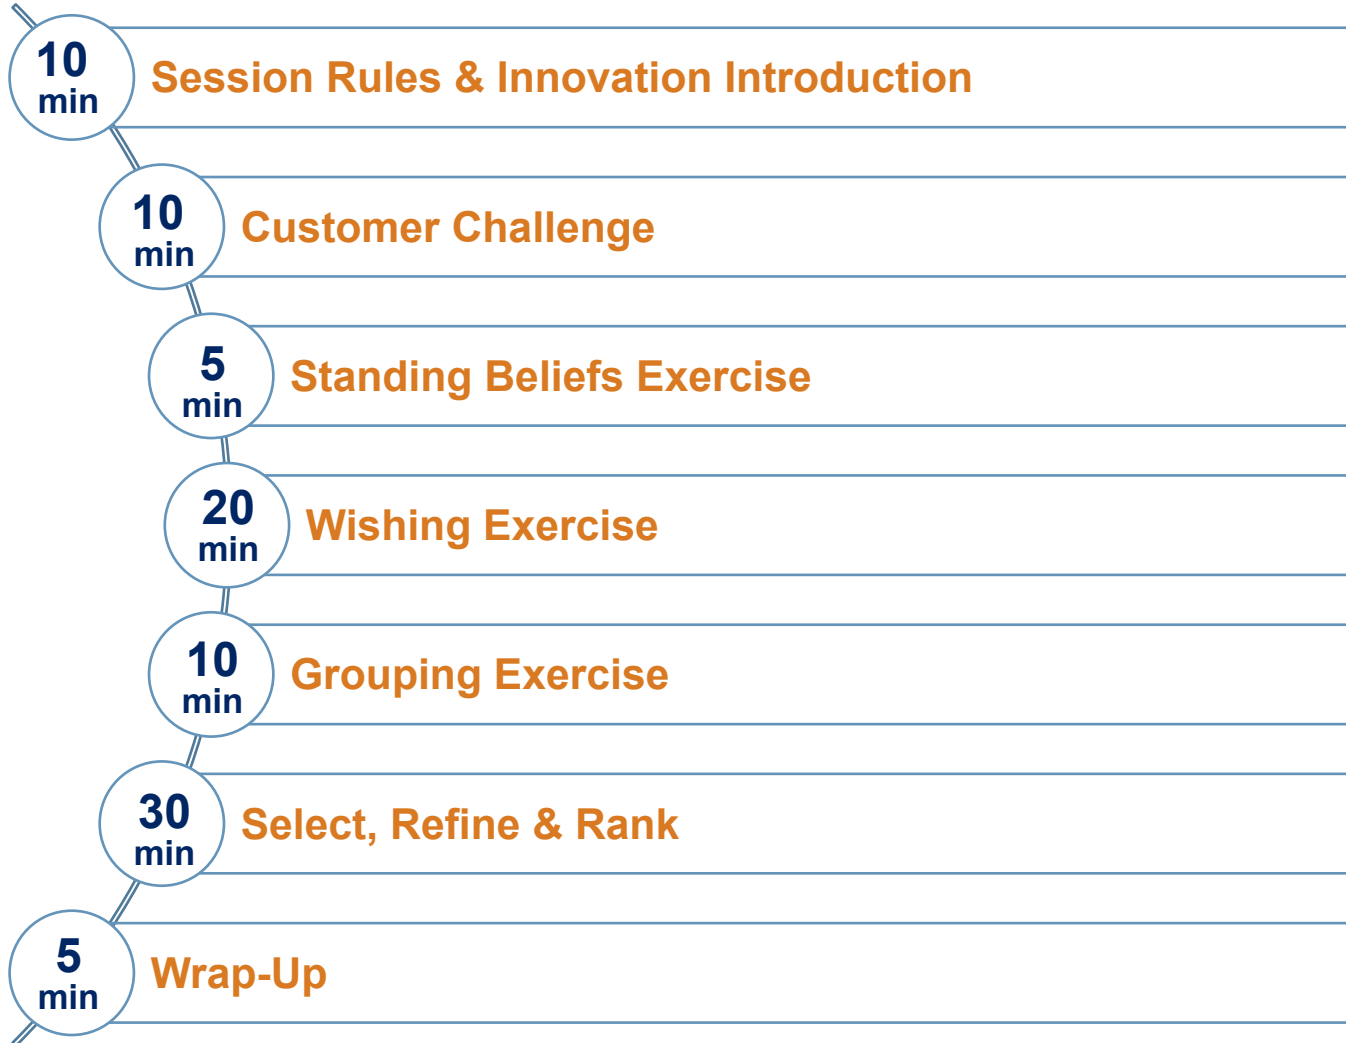 10
min
Session Rules & Innovation Introduction
10
min
Customer Challenge
5
min
Standing Beliefs Exercise
20
min
Wishing Exercise
10
min
Grouping Exercise
30
min
Select, Refine & Rank
5
min
Wrap-Up